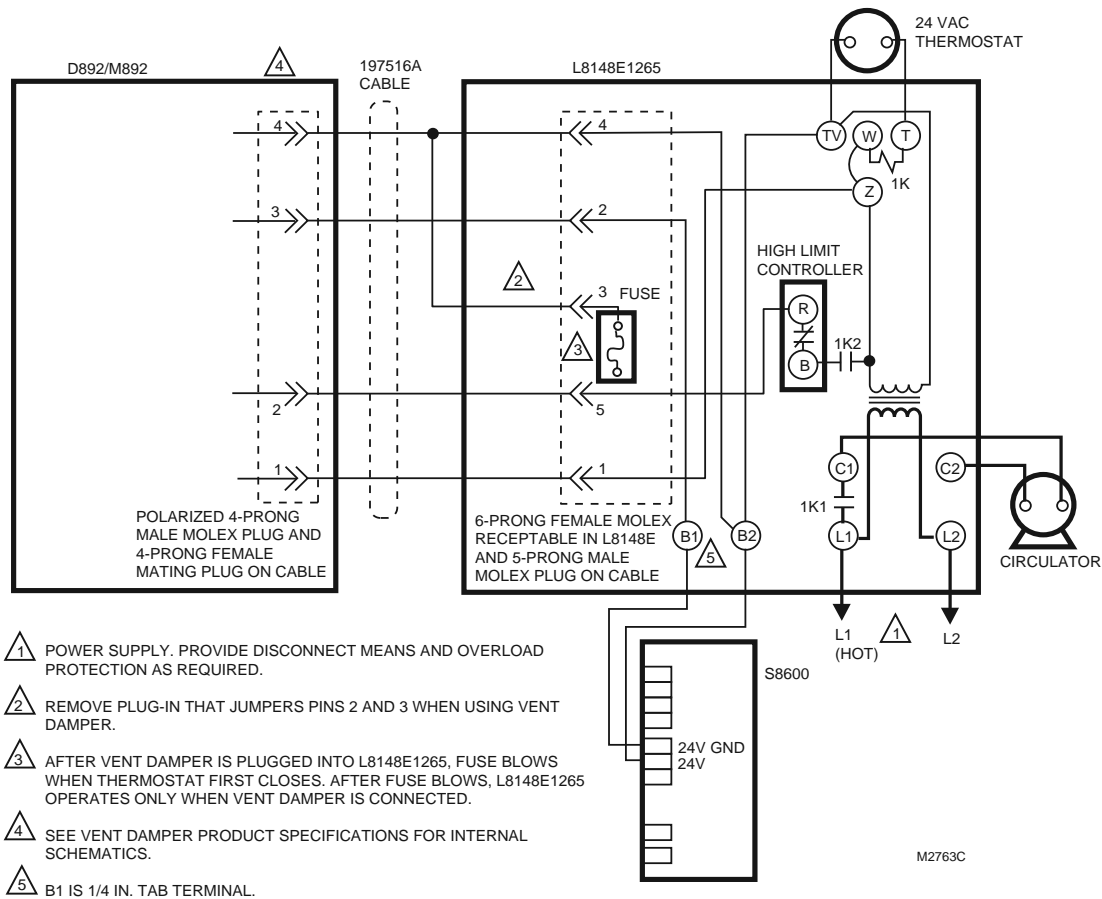 24 VAC
THERMOSTAT
D892/M892
4
197516A
CABLE
L8148E1265
4
4
TV
W
T
1K
3
2
Z
HIGH LIMIT
CONTROLLER
2
3
FUSE
R
3
1K2
B
2
5
1
1
C1
C2
1K1
POLARIZED 4-PRONG
MALE MOLEX PLUG AND
4-PRONG FEMALE
MATING PLUG ON CABLE
6-PRONG FEMALE MOLEX
RECEPTABLE IN L8148E
AND 5-PRONG MALE
MOLEX PLUG ON CABLE
B1
5
B2
L1
L2
CIRCULATOR
L1
(HOT)
1
L2
S8600
24V GND
24V
1 POWER SUPPLY. PROVIDE DISCONNECT MEANS AND OVERLOAD
PROTECTION AS REQUIRED.
2 REMOVE PLUG-IN THAT JUMPERS PINS 2 AND 3 WHEN USING VENT
DAMPER.
3 AFTER VENT DAMPER IS PLUGGED INTO L8148E1265, FUSE BLOWS
WHEN THERMOSTAT FIRST CLOSES. AFTER FUSE BLOWS, L8148E1265
OPERATES ONLY WHEN VENT DAMPER IS CONNECTED.
4 SEE VENT DAMPER PRODUCT SPECIFICATIONS FOR INTERNAL
SCHEMATICS.
5 B1 IS 1/4 IN. TAB TERMINAL.
M2763C